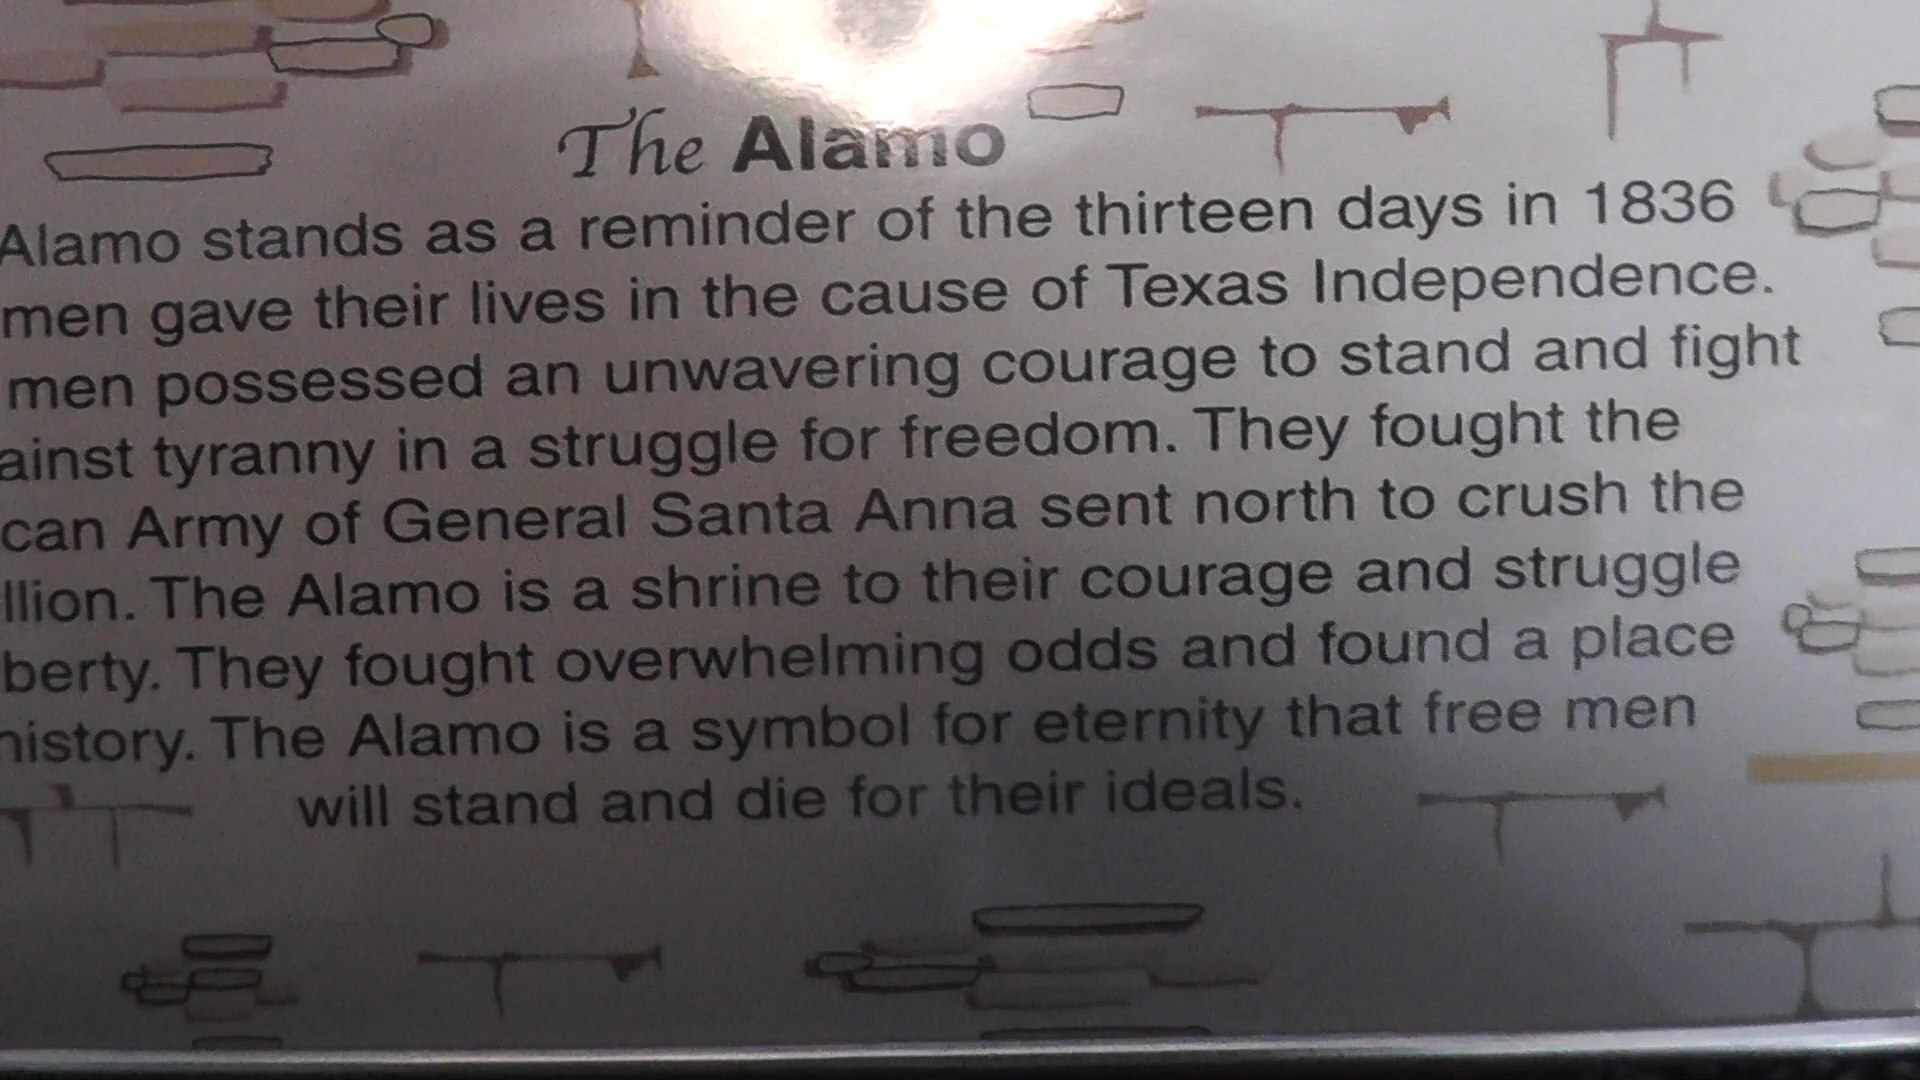 The Alamo
Alamo stands as a reminder of the thirteen days in 1836
men gave their lives in the cause of Texas Independence.
men possessed an unwavering courage to stand and fight
ainst tyranny in a struggle for freedom. They fought the
can Army of General Santa Anna sent north to crush the
llion. The Alamo is a shrine to their courage and struggle
berty. They fought overwhelming odds and found a place
history. The Alamo is a symbol for eternity that free men
will stand and die for their ideals.